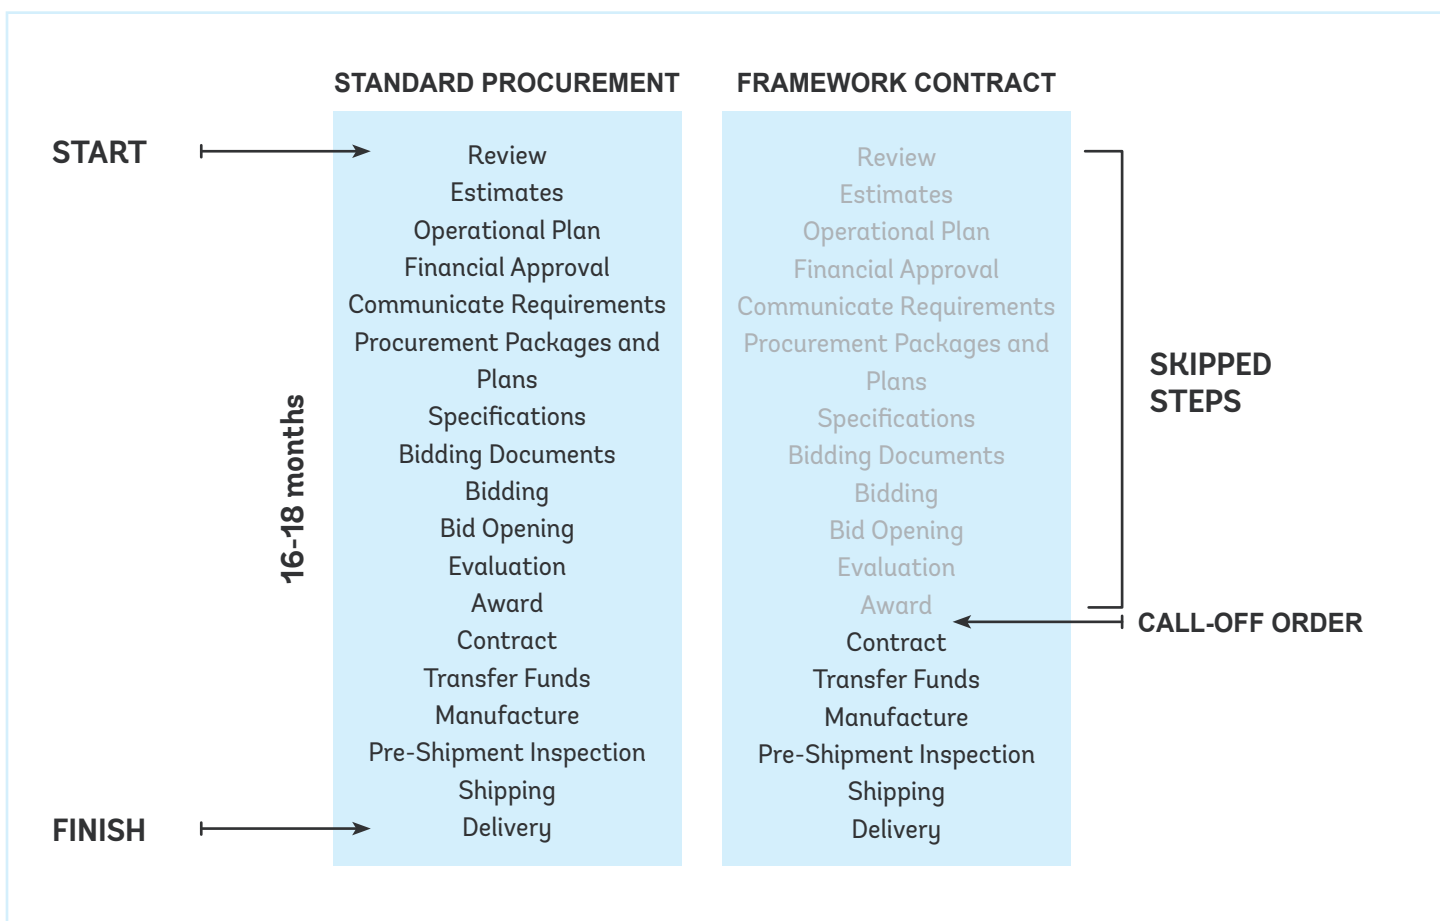 STANDARD PROCUREMENT
FRAMEWORK CONTRACT
START
FINISH
16-18 months
Review
Estimates
Operational Plan
Financial Approval
Communicate Requirements
Procurement Packages and
Plans
Specifications
Bidding Documents
Bidding
Bid Opening
Evaluation
Award
Contract
Transfer Funds
Manufacture
Pre-Shipment Inspection
Shipping
Delivery
Review
Estimates
Operational Plan
Financial Approval
Communicate Requirements
Procurement Packages and
Plans
Specifications
Bidding Documents
Bidding
Bid Opening
Evaluation
Award
Contract
Transfer Funds
Manufacture
Pre-Shipment Inspection
Shipping
Delivery
SKIPPED
STEPS
CALL-OFF ORDER